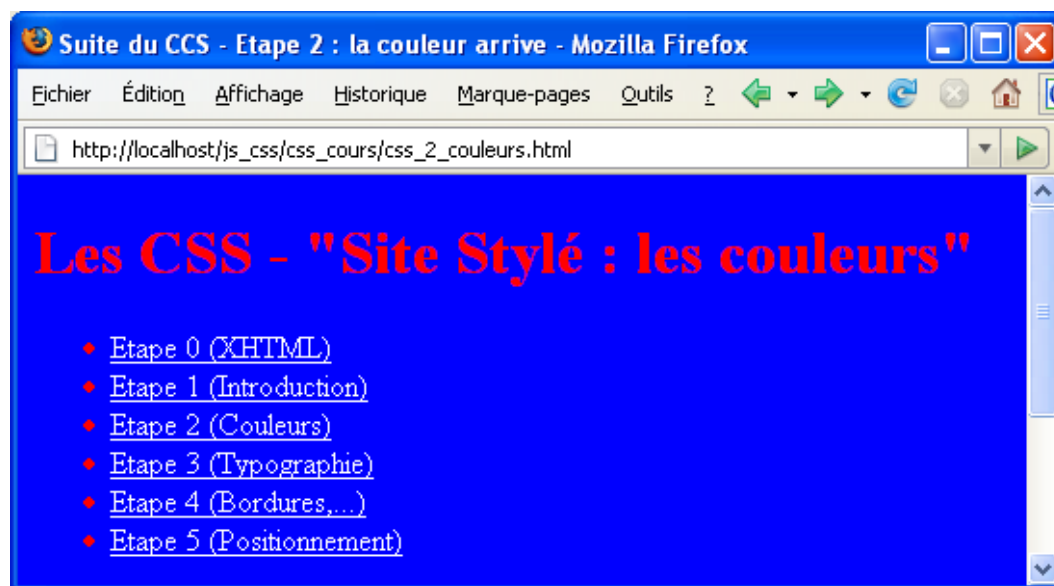 Suite du CCS - Etape 2 : la couleur arrive - Mozilla Firefox
Fichier Édition Affichage Historique Marque-pages Outils ?
http://localhost/js_css/css_cours/css_2_couleurs.html
Les CSS - "Site Stylé : les couleurs"
Etape 0 (XHTML)
Etape 1 (Introduction)
Etape 2 (Couleurs)
Etape 3 (Typographie)
Etape 4 (Bordures,...)
Etape 5 (Positionnement)